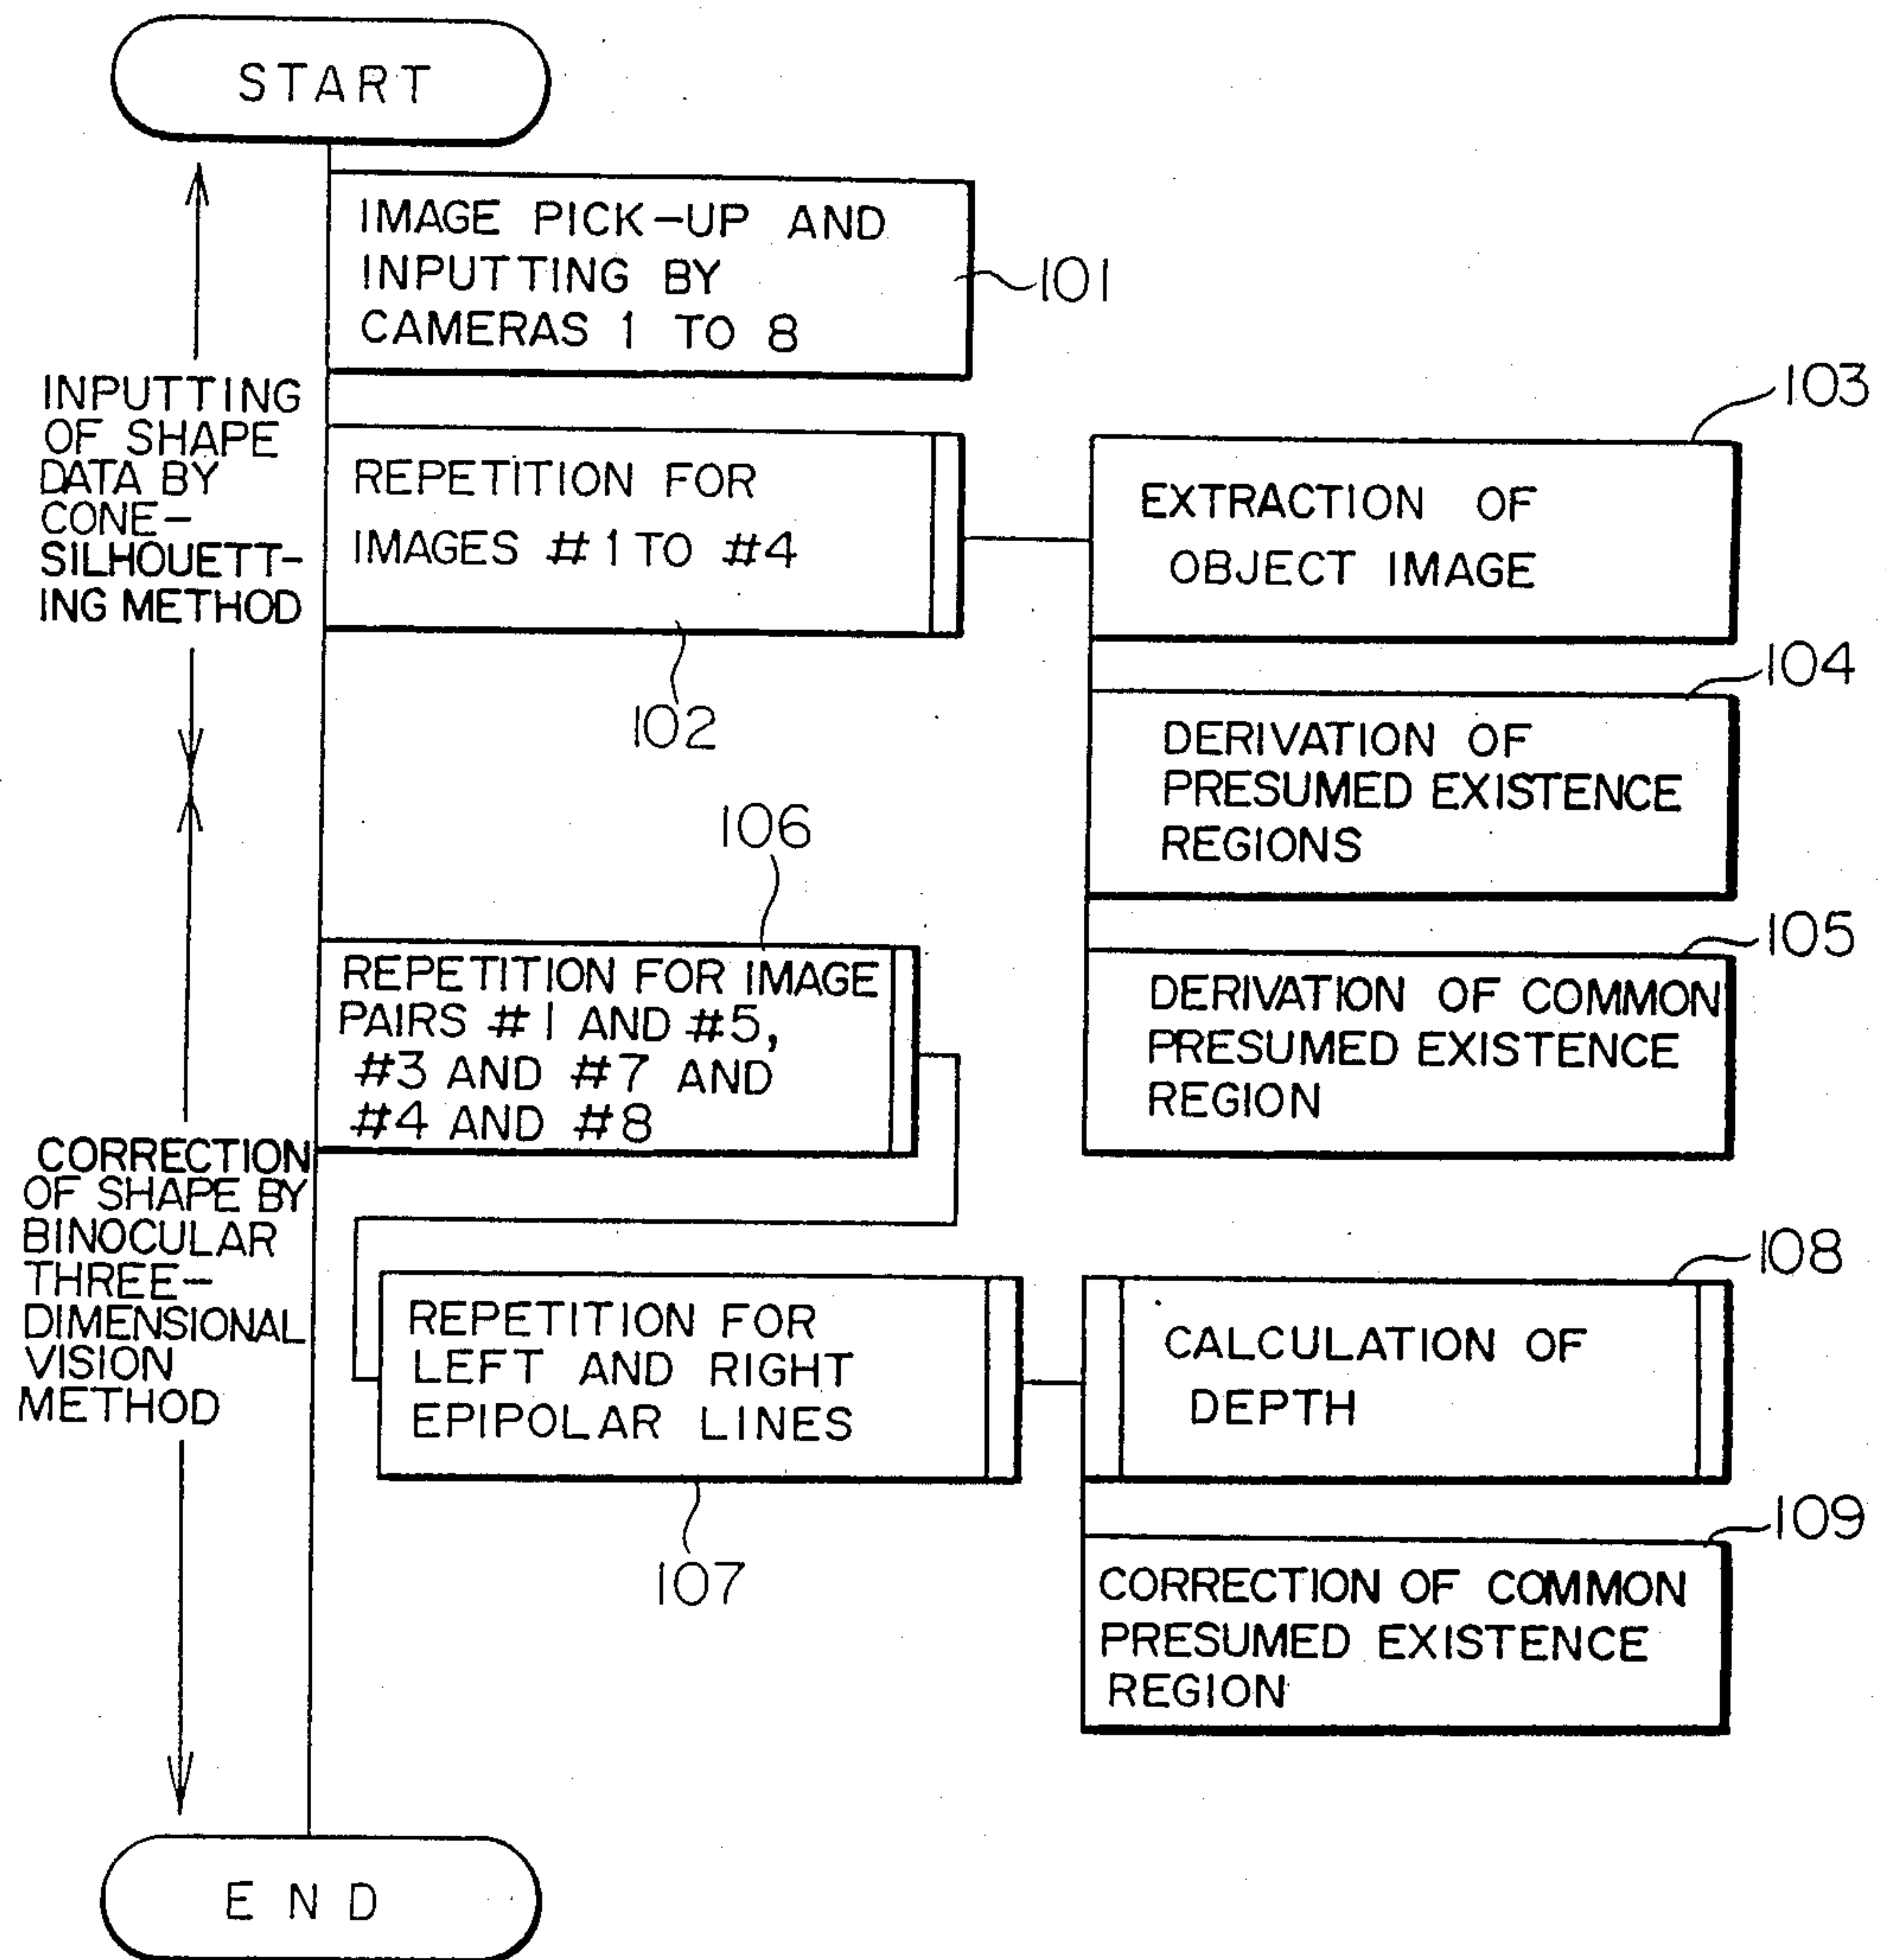 START
IMAGE PICK-UP AND
INPUTTING BY
CAMERAS 1 TO 8
101
INPUTTING
OF SHAPE
DATA BY
CONE-
SILHOUETT-
ING METHOD
REPETITION FOR
IMAGES #1 TO #4
102
103
EXTRACTION OF
OBJECT IMAGE
104
DERIVATION OF
PRESUMED EXISTENCE
REGIONS
105
DERIVATION OF COMMON
PRESUMED EXISTENCE
REGION
106
REPETITION FOR IMAGE
PAIRS #1 AND #5,
#3 AND #7 AND
#4 AND #8
CORRECTION
OF SHAPE BY
BINOCULAR
THREE-
DIMENSIONAL
VISION
METHOD
REPETITION FOR
LEFT AND RIGHT
EPIPOLAR LINES
107
108
CALCULATION OF
DEPTH
109
CORRECTION OF COMMON
PRESUMED EXISTENCE
REGION
END